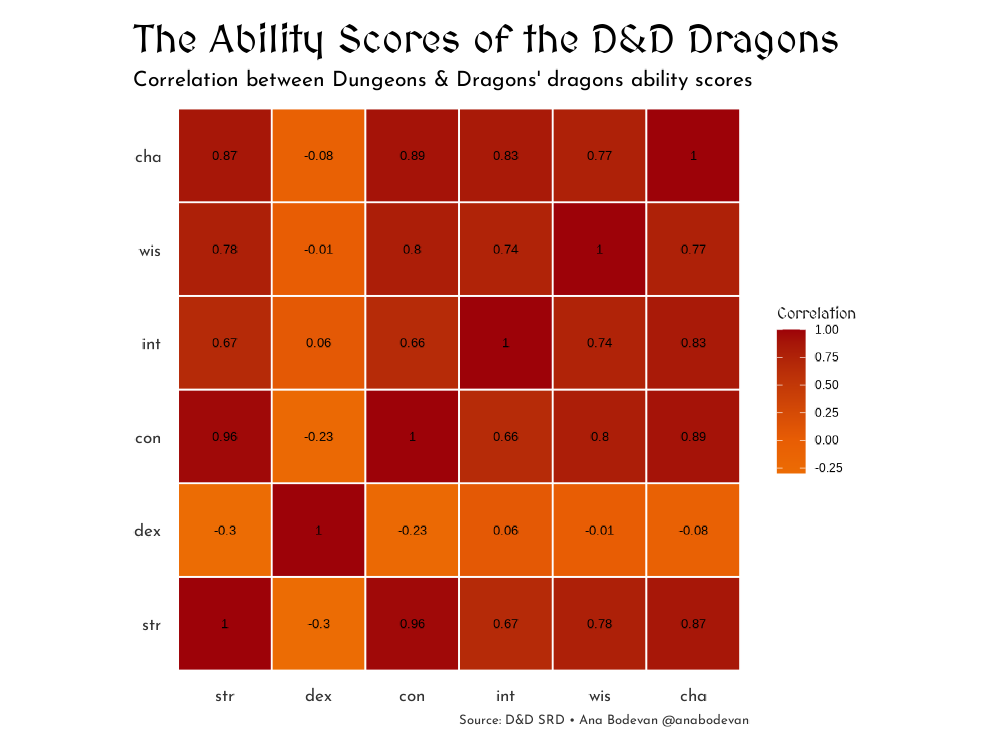 The Ability Scores of the D&D Dragons
Correlation between Dungeons & Dragons' dragons ability scores
cha 0.87 -0.08 0.89 0.83 0.77 1
wis 0.78 -0.01 0.8 0.74 1 0.77
int 0.67 0.06 0.66 1 0.74 0.83
con 0.96 -0.23 1 0.66 0.8 0.89
dex -0.3 1 -0.23 0.06 -0.01 -0.08
str 1 -0.3 0.96 0.67 0.78 0.87
str dex con int wis cha
Correlation
1.00
0.75
0.50
0.25
0.00
-0.25
Source: D&D SRD • Ana Bodevan @anabodevan